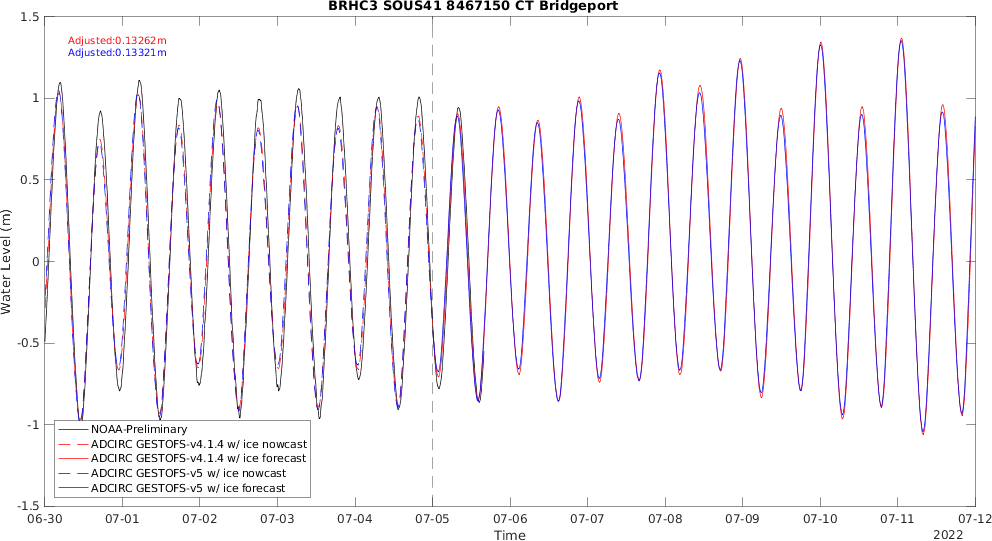 BRHC3 SOUS41 8467150 CT Bridgeport
Adjusted:0.13262m
Adjusted:0.13321m
1.5
1
0.5
0
-0.5
-1
-1.5
Water Level (m)
NOAA-Preliminary
ADCIRC GESTOFS-v4.1.4 w/ ice nowcast
ADCIRC GESTOFS-v4.1.4 w/ ice forecast
ADCIRC GESTOFS-v5 w/ ice nowcast
ADCIRC GESTOFS-v5 w/ ice forecast
06-30 07-01 07-02 07-03 07-04 07-05 07-06 07-07 07-08 07-09 07-10 07-11 07-12
Time
2022